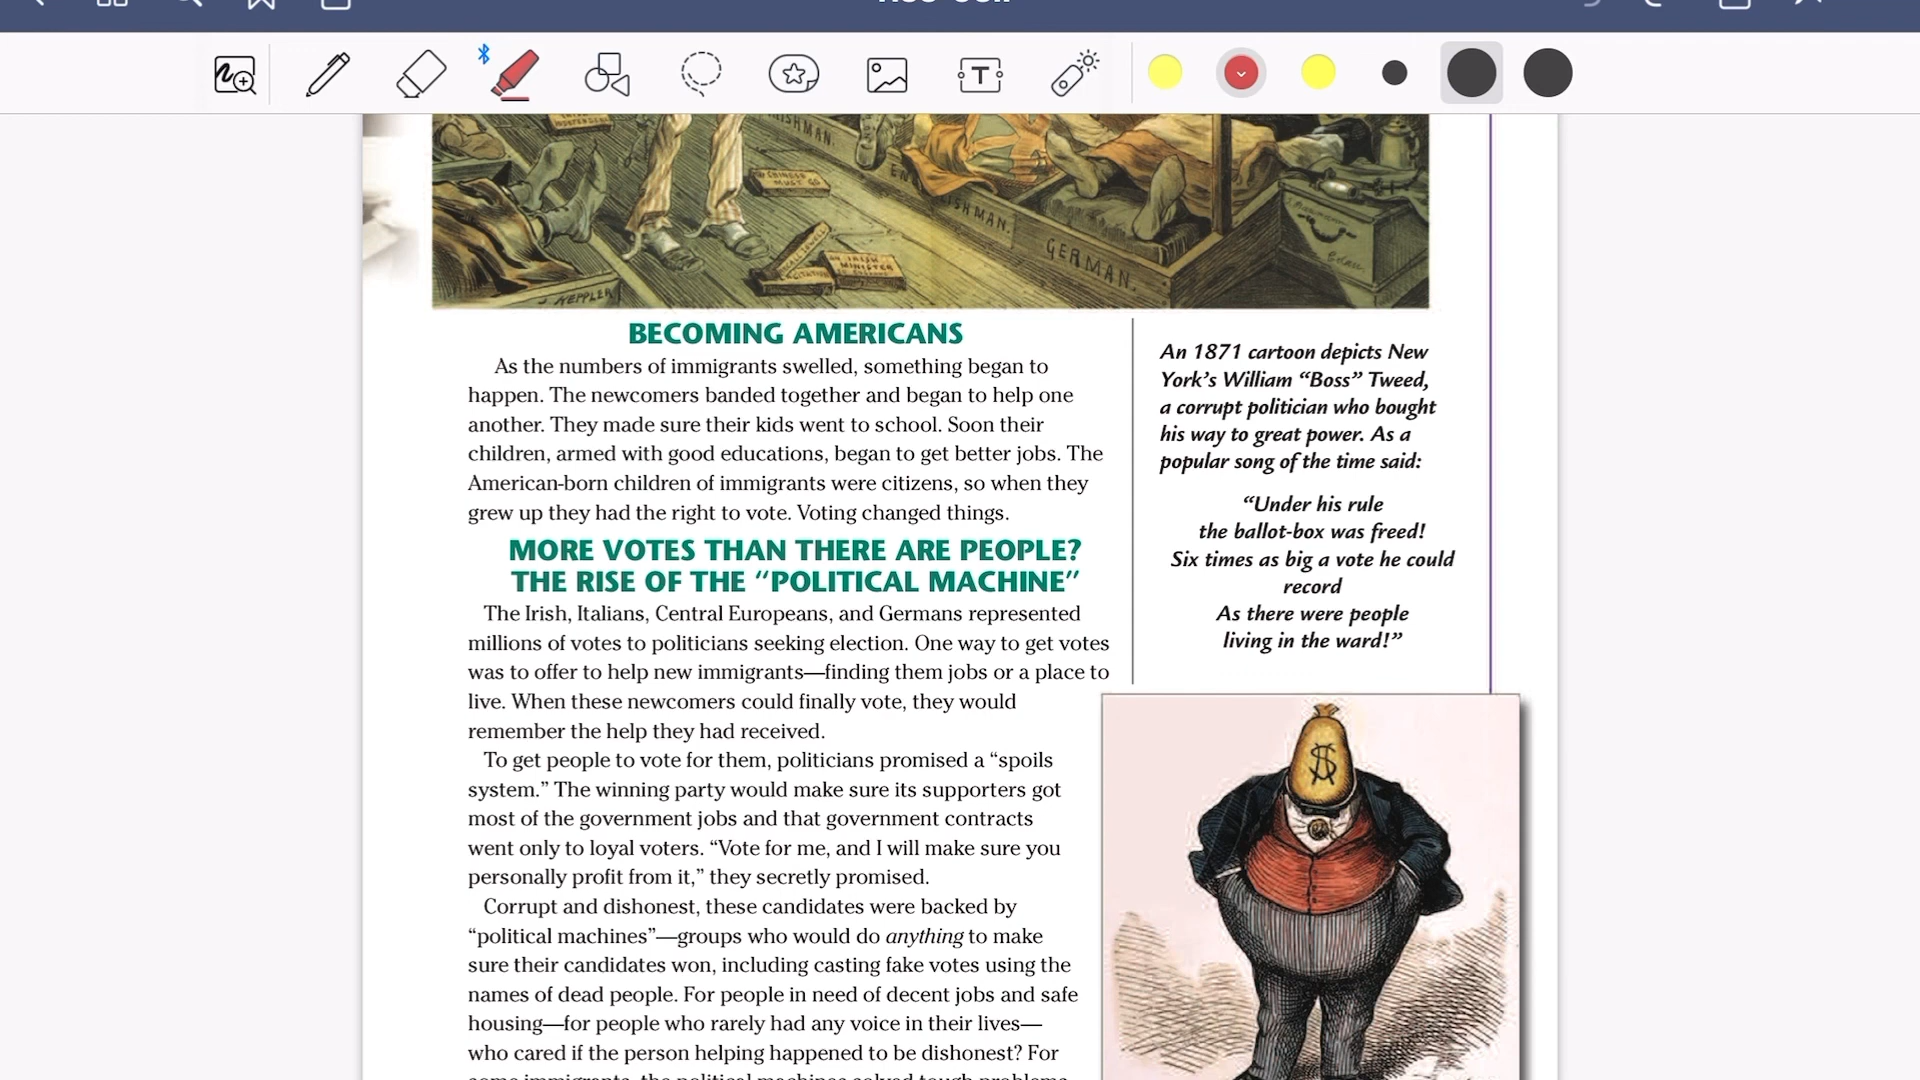 ISHMAN.
CHINESE
MUST GO
ISHMAN.
GERMAN.
AN IRISH
MINISTER
J. KEPPLER
BECOMING AMERICANS
As the numbers of immigrants swelled, something began to
happen. The newcomers banded together and began to help one
another. They made sure their kids went to school. Soon their
children, armed with good educations, began to get better jobs. The
American-born children of immigrants were citizens, so when they
grew up they had the right to vote. Voting changed things.
MORE VOTES THAN THERE ARE PEOPLE?
THE RISE OF THE “POLITICAL MACHINE”
The Irish, Italians, Central Europeans, and Germans represented
millions of votes to politicians seeking election. One way to get votes
was to offer to help new immigrants—finding them jobs or a place to
live. When these newcomers could finally vote, they would
remember the help they had received.
To get people to vote for them, politicians promised a “spoils
system.” The winning party would make sure its supporters got
most of the government jobs and that government contracts
went only to loyal voters. “Vote for me, and I will make sure you
personally profit from it,” they secretly promised.
Corrupt and dishonest, these candidates were backed by
“political machines”—groups who would do anything to make
sure their candidates won, including casting fake votes using the
names of dead people. For people in need of decent jobs and safe
housing—for people who rarely had any voice in their lives—
who cared if the person helping happened to be dishonest? For
An 1871 cartoon depicts New
York’s William “Boss” Tweed,
a corrupt politician who bought
his way to great power. As a
popular song of the time said:
“Under his rule
the ballot-box was freed!
Six times as big a vote he could
record
As there were people
living in the ward!”
$
T